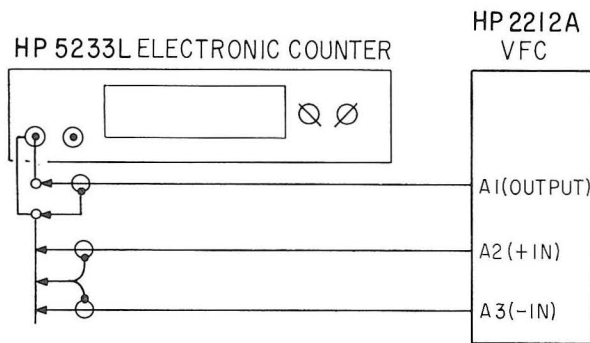 HP 2212A
VFC
HP 5233L ELECTRONIC COUNTER
A1(OUTPUT)
A2(+IN)
A3(-IN)